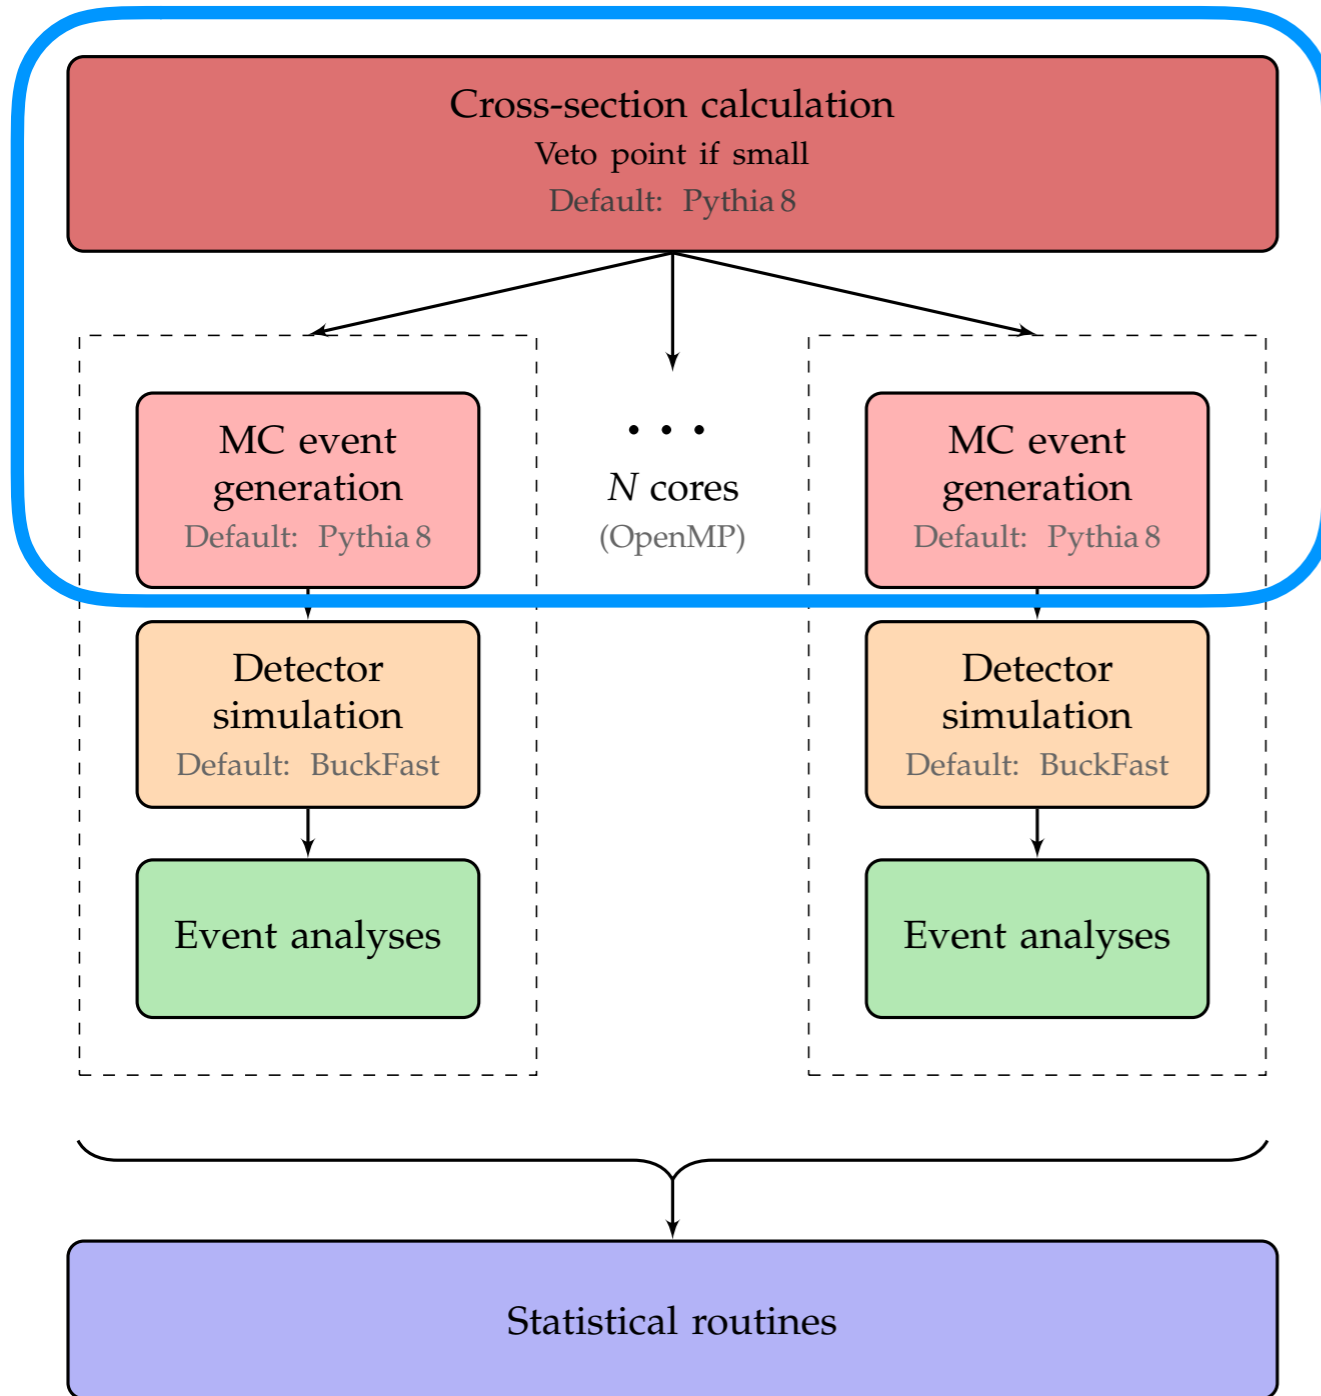 Cross-section calculation
Veto point if small
Default: Pythia 8
MC event
generation
Default: Pythia 8
...
N cores
(OpenMP)
MC event
generation
Default: Pythia 8
Detector
simulation
Default: BuckFast
Detector
simulation
Default: BuckFast
Event analyses
Event analyses
Statistical routines